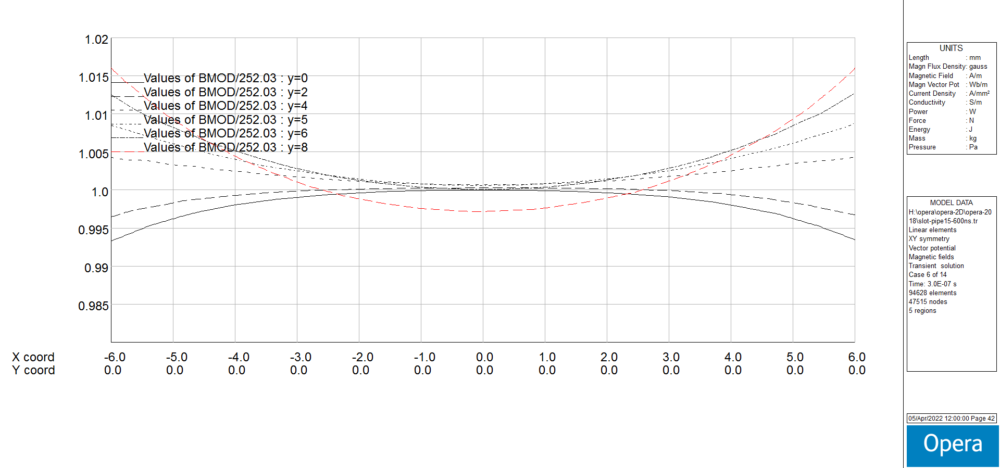 1.02
1.015
1.01
1.005
1.0
0.995
0.99
0.985
Values of BMOD/252.03 : y=0
Values of BMOD/252.03 : y=2
Values of BMOD/252.03 : y=4
Values of BMOD/252.03 : y=5
Values of BMOD/252.03 : y=6
Values of BMOD/252.03 : y=8
X coord -6.0 -5.0 -4.0 -3.0 -2.0 -1.0 0.0 1.0 2.0 3.0 4.0 5.0 6.0
Y coord 0.0 0.0 0.0 0.0 0.0 0.0 0.0 0.0 0.0 0.0 0.0 0.0 0.0
UNITS
Length : mm
Magn Flux Density: gauss
Magnetic Field : A/m
Magn Vector Pot : Wb/m
Current Density : A/mm²
Conductivity : S/m
Power : W
Force : N
Energy : J
Mass : kg
Pressure : Pa
MODEL DATA
H:\opera\opera-2D\opera-20
18\slot-pipe15-600ns.tr
Linear elements
XY symmetry
Vector potential
Magnetic fields
Transient solution
Case 6 of 14
Time: 3.0E-07 s
94628 elements
47515 nodes
5 regions
05/Apr/2022 12:00:00 Page 42
Opera